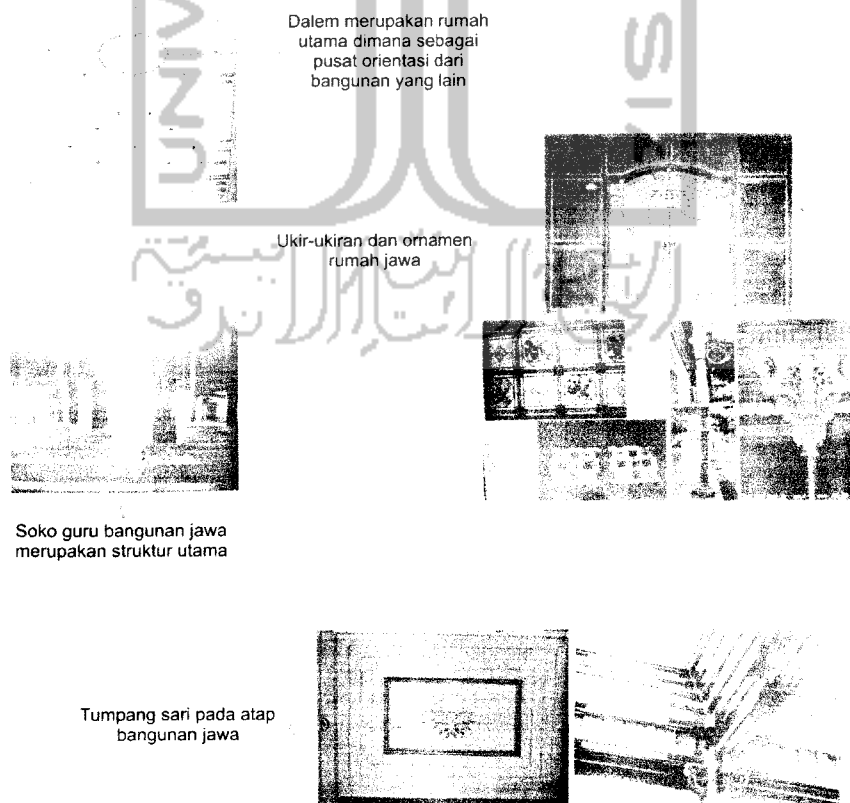 Dalem merupakan rumah
utama dimana sebagai
pusat orientasi dari
bangunan yang lain
Ukir-ukiran dan ornamen
rumah jawa
Soko guru bangunan jawa
merupakan struktur utama
Tumpang sari pada atap
bangunan jawa